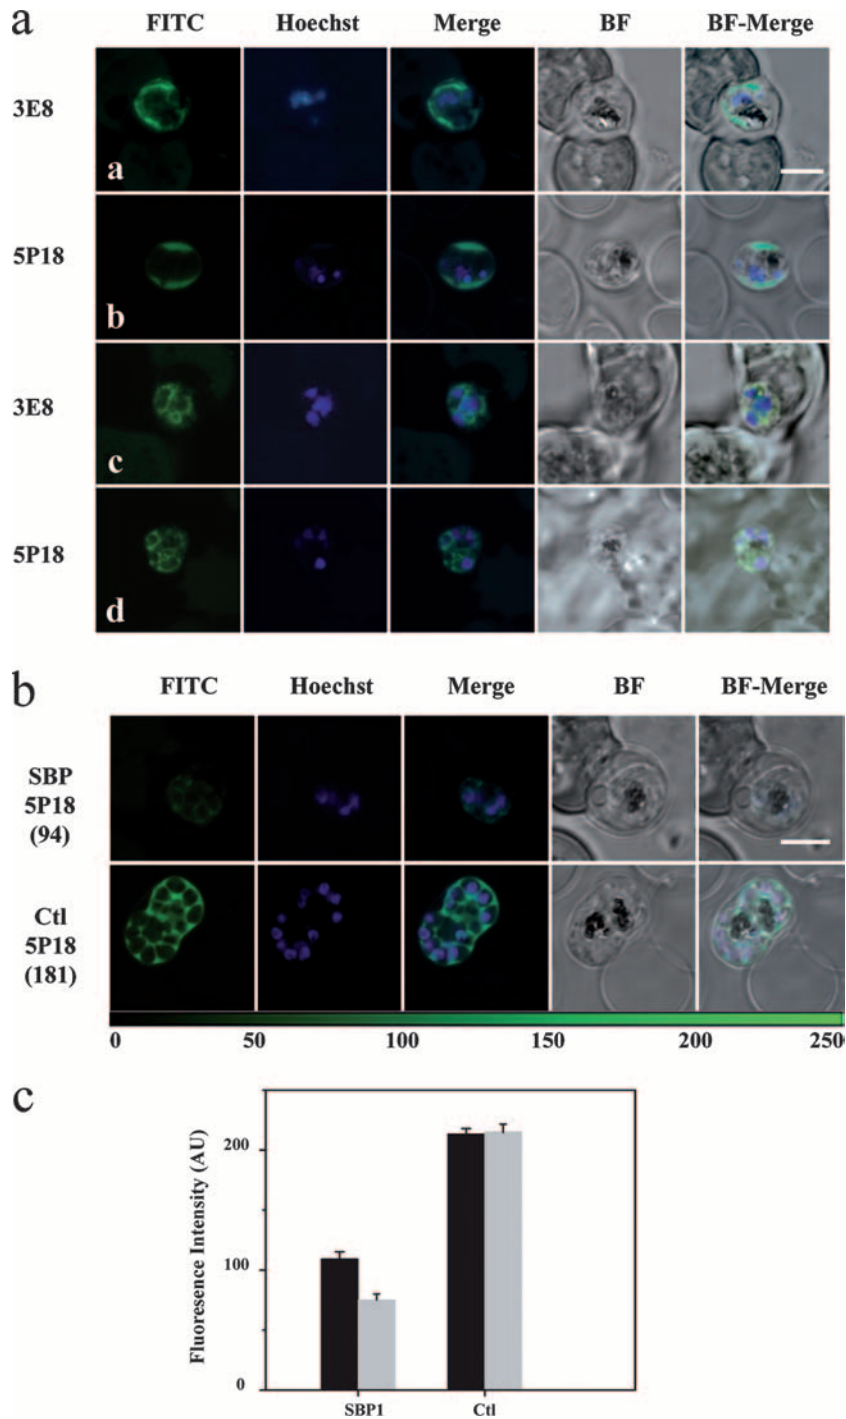 a
FITC Hoechst Merge BF BF-Merge
3E8
a
5P18
b
3E8
c
5P18
d
b
FITC Hoechst Merge BF BF-Merge
SBP
5P18
(94)
Ctl
5P18
(181)
0 50 100 150 200 250
c
Fluoresence Intensity (AU)
200
100
0
SBP1 Ctl